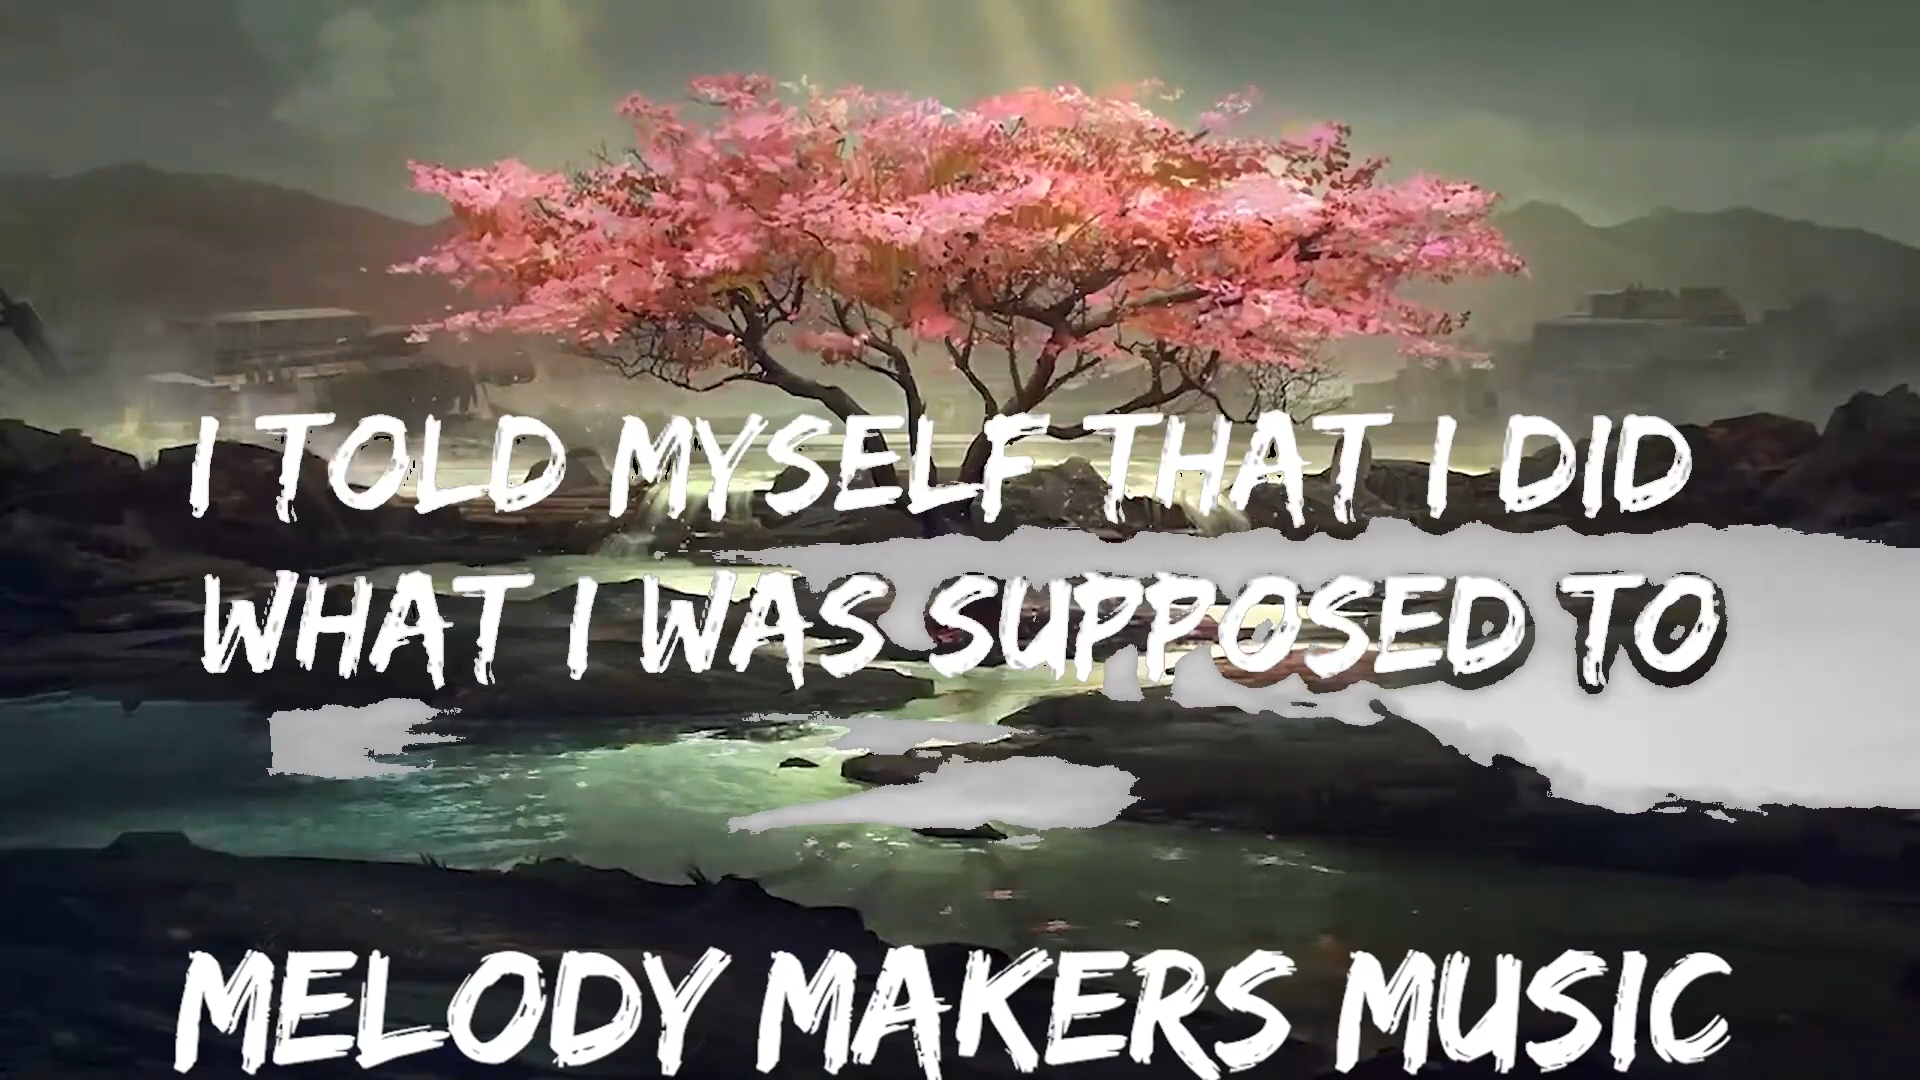 I TOLD MYSELF THAT I DID
WHAT I WAS SUPPOSED TO
MELODY MAKERS MUSIC